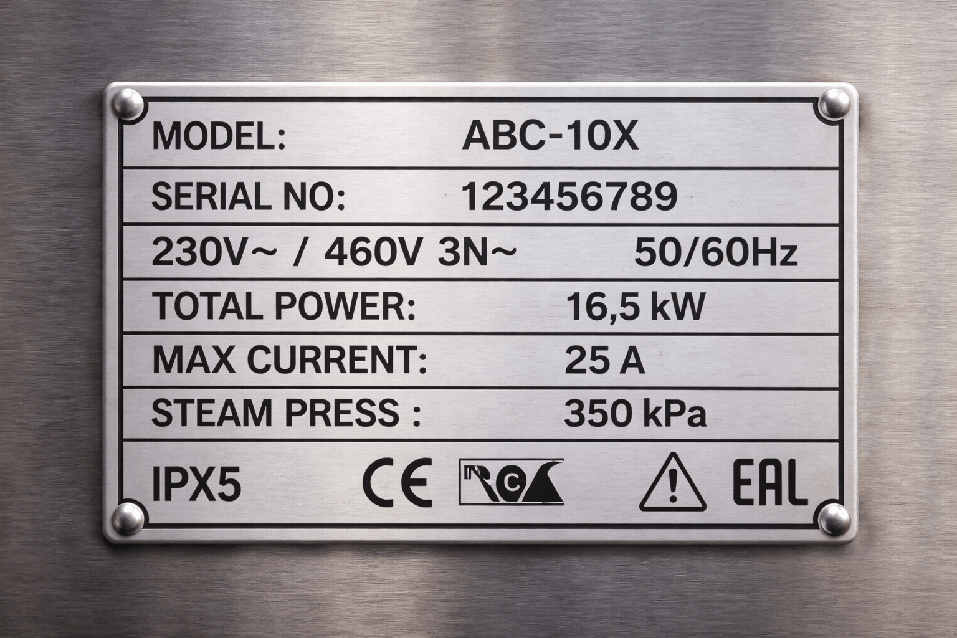 MODEL: ABC-10X
SERIAL NO: 123456789
230V~ / 460V 3N~ 50/60Hz
TOTAL POWER: 16,5 kW
MAX CURRENT: 25 A
STEAM PRESS : 350 kPa
IPX5 CE EAL